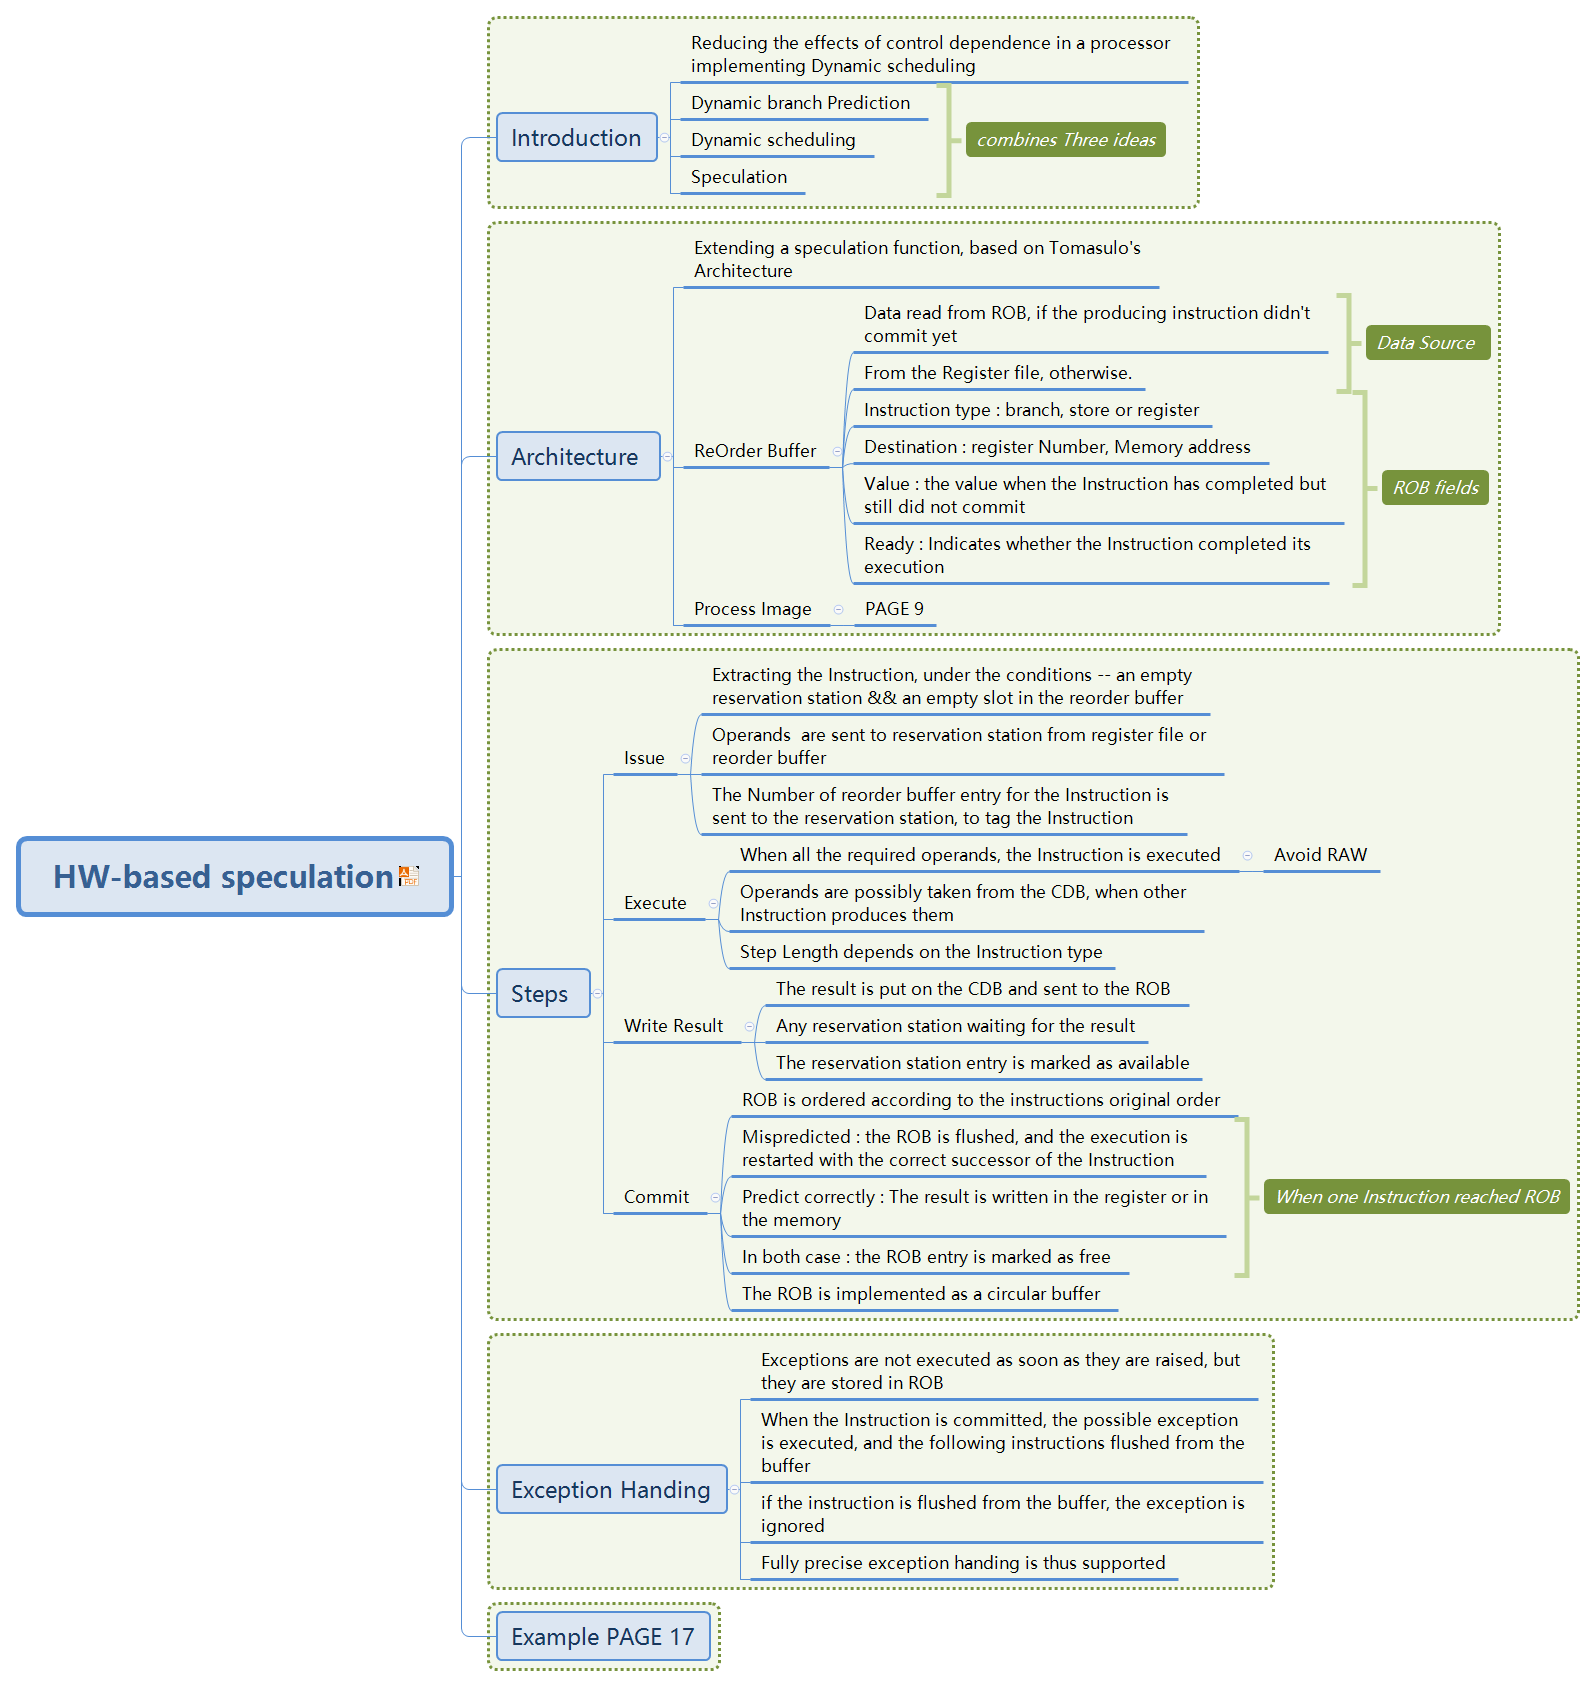 Reducing the effects of control dependence in a processor
implementing Dynamic scheduling
Dynamic branch Prediction
Introduction
combines Three ideas
Dynamic scheduling
Speculation
Extending a speculation function, based on Tomasulo's
Architecture
Data read from ROB, if the producing instruction didn't
commit yet
Data Source
From the Register file, otherwise.
Instruction type : branch, store or register
Architecture
ReOrder Buffer
Destination : register Number, Memory address
Value : the value when the Instruction has completed but
still did not commit
ROB fields
Ready : Indicates whether the Instruction completed its
execution
Process Image
PAGE 9
Extracting the Instruction, under the conditions -- an empty
reservation station && an empty slot in the reorder buffer
Issue
Operands  are sent to reservation station from register file or
reorder buffer
The Number of reorder buffer entry for the Instruction is
sent to the reservation station, to tag the Instruction
When all the required operands, the Instruction is executed
Avoid RAW
HW-based speculation
PDF
Execute
Operands are possibly taken from the CDB, when other
Instruction produces them
Step Length depends on the Instruction type
Steps
The result is put on the CDB and sent to the ROB
Write Result
Any reservation station waiting for the result
The reservation station entry is marked as available
ROB is ordered according to the instructions original order
Mispredicted : the ROB is flushed, and the execution is
restarted with the correct successor of the Instruction
Commit
Predict correctly : The result is written in the register or in
the memory
When one Instruction reached ROB
In both case : the ROB entry is marked as free
The ROB is implemented as a circular buffer
Exceptions are not executed as soon as they are raised, but
they are stored in ROB
When the Instruction is committed, the possible exception
is executed, and the following instructions flushed from the
buffer
Exception Handing
if the instruction is flushed from the buffer, the exception is
ignored
Fully precise exception handing is thus supported
Example PAGE 17